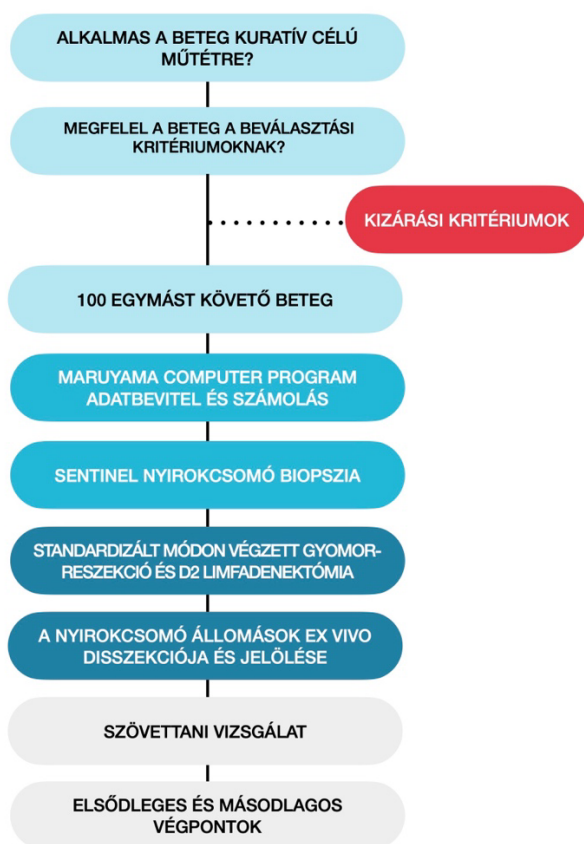 ALKALMAS A BETEG KURATÍV CÉLÚ
MŰTÉTRE?
MEGFELEL A BETEG A BEVÁLASZTÁSI
KRITÉRIUMOKNAK?
KIZÁRÁSI KRITÉRIUMOK
100 EGYMÁST KÖVETŐ BETEG
MARUYAMA COMPUTER PROGRAM
ADATBEVITEL ÉS SZÁMOLÁS
SENTINEL NYIROKCSOMÓ BIOPSZIA
STANDARDIZÁLT MÓDON VÉGZETT GYOMOR-
RESZEKCIÓ ÉS D2 LIMFADENEKTÓMIA
A NYIROKCSOMÓ ÁLLOMÁSOK EX VIVO
DISSZEKCIÓJA ÉS JELÖLÉSE
SZÖVETTANI VIZSGÁLAT
ELSŐDLEGES ÉS MÁSODLAGOS
VÉGPONTOK